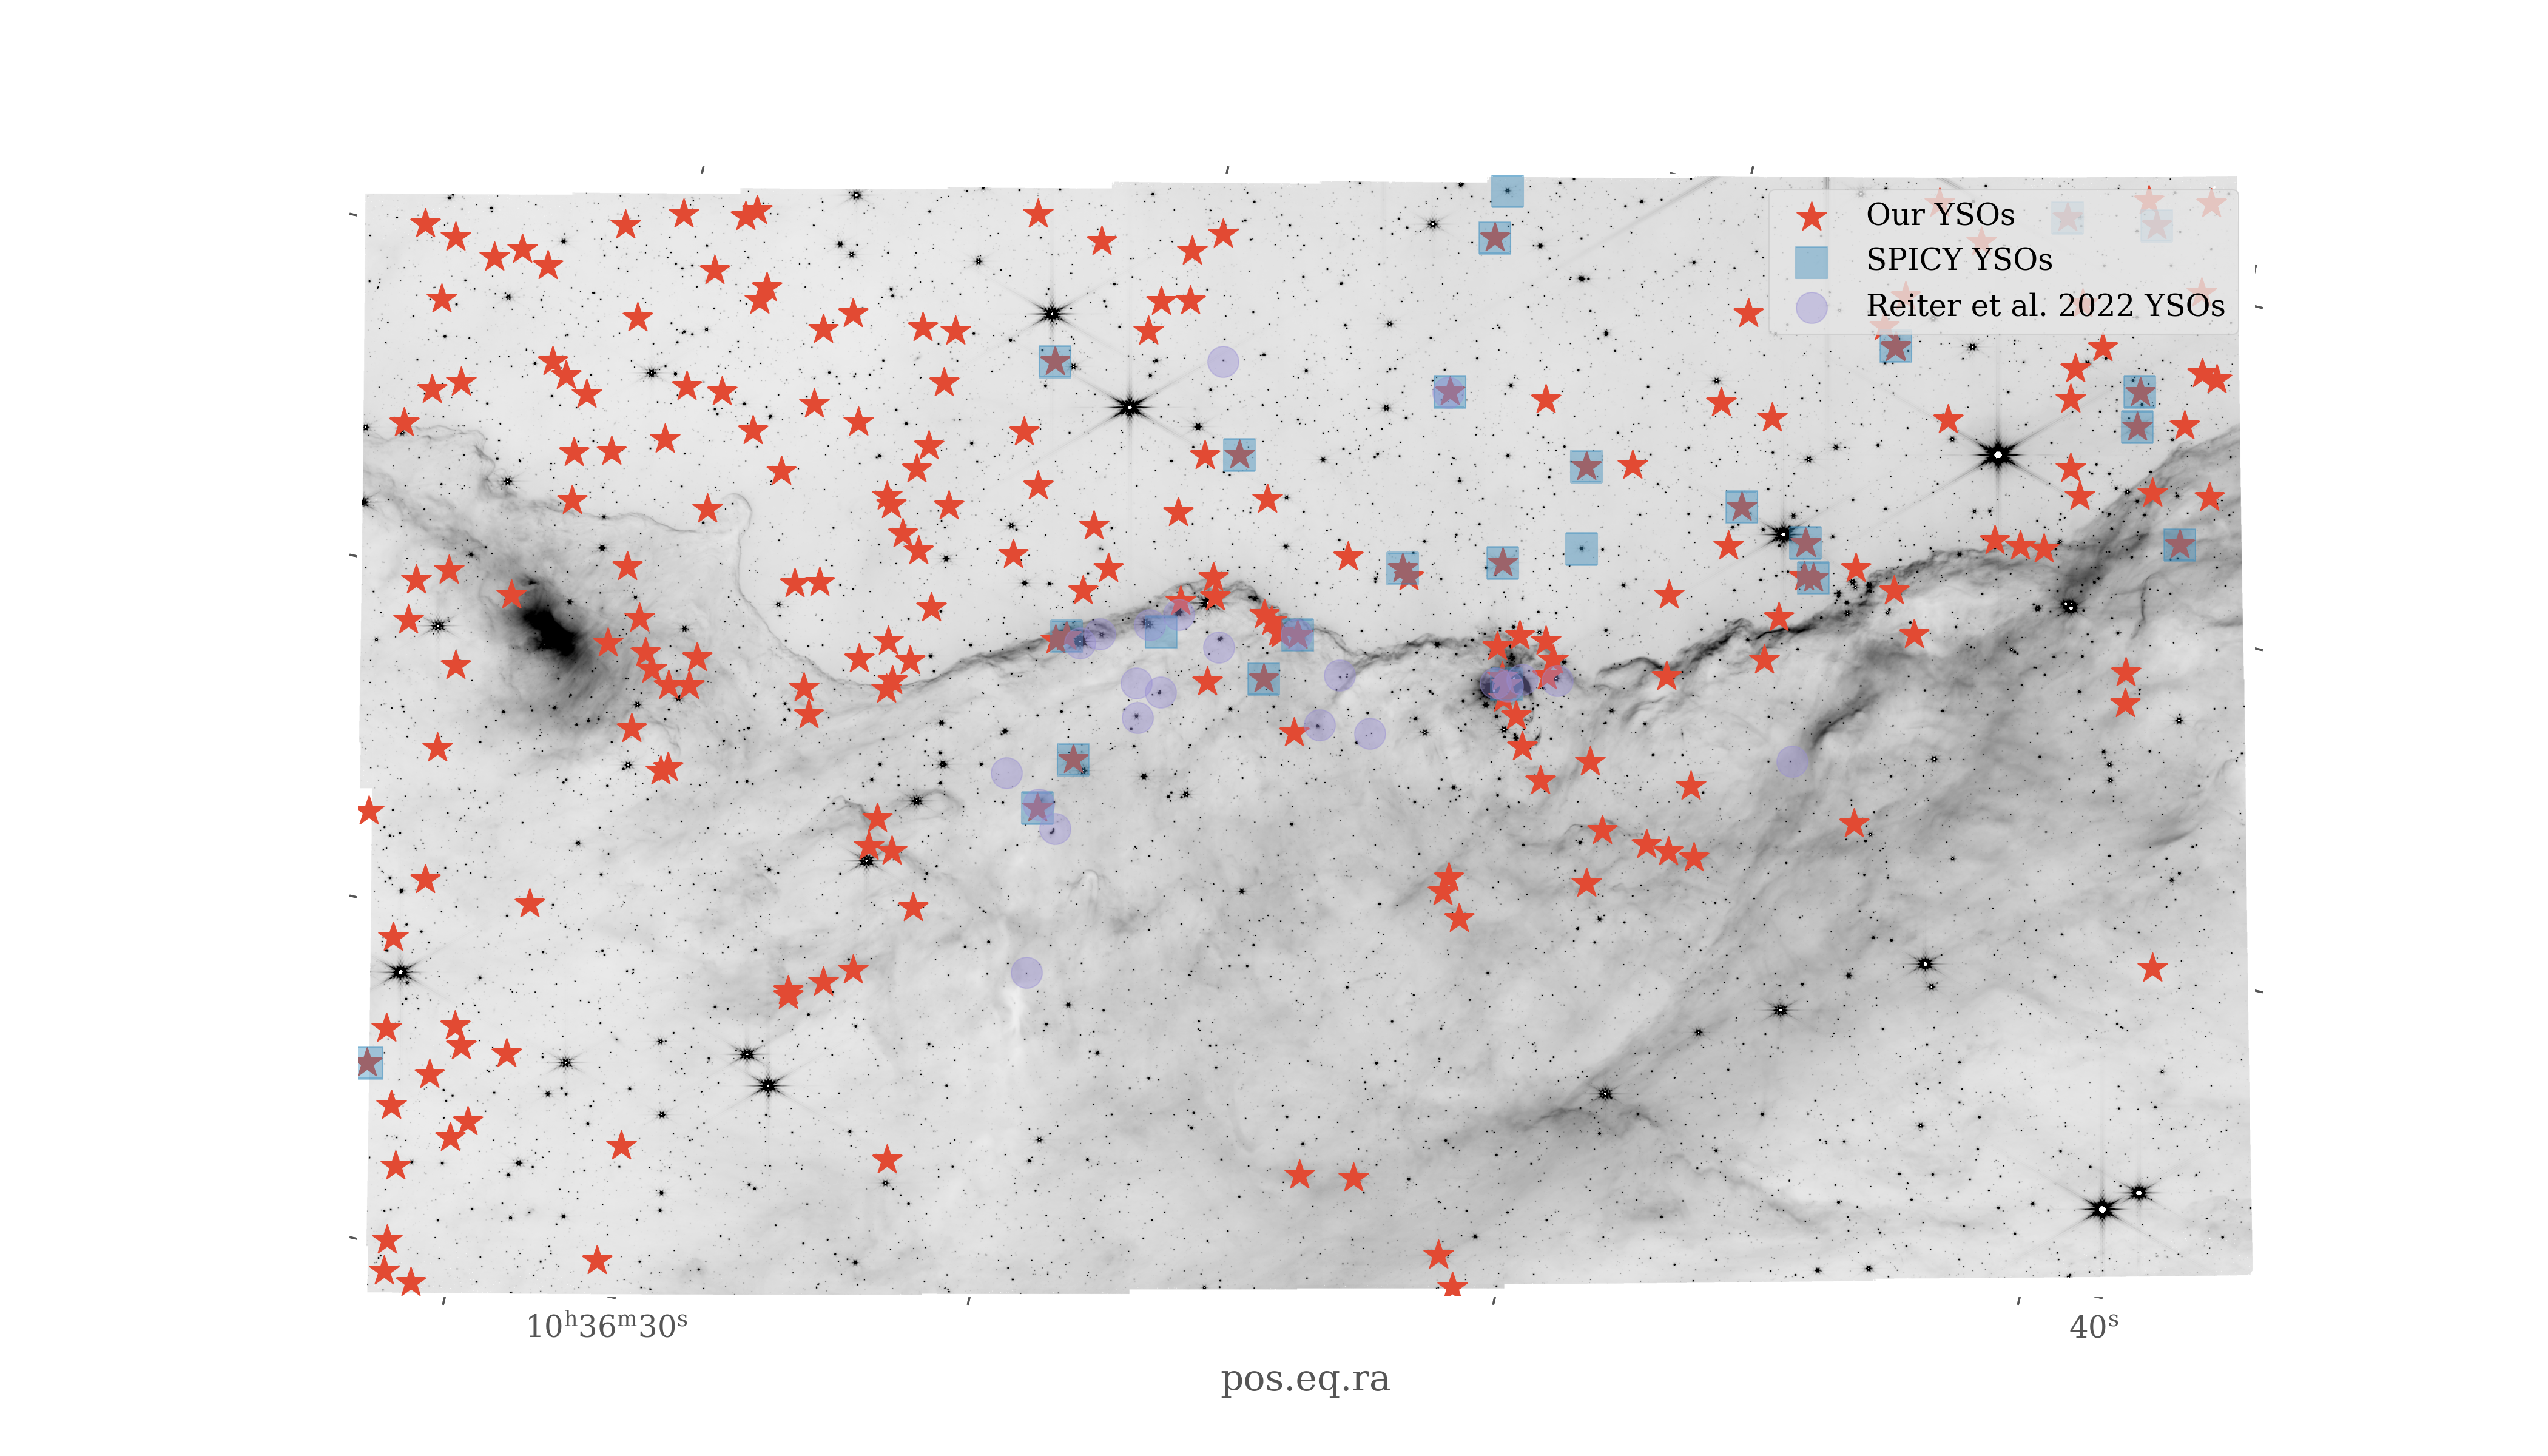 Our YSOs
SPICY YSOs
Reiter et al. 2022 YSOs
10ʰ36ᵐ30ˢ
40ˢ
pos.eq.ra